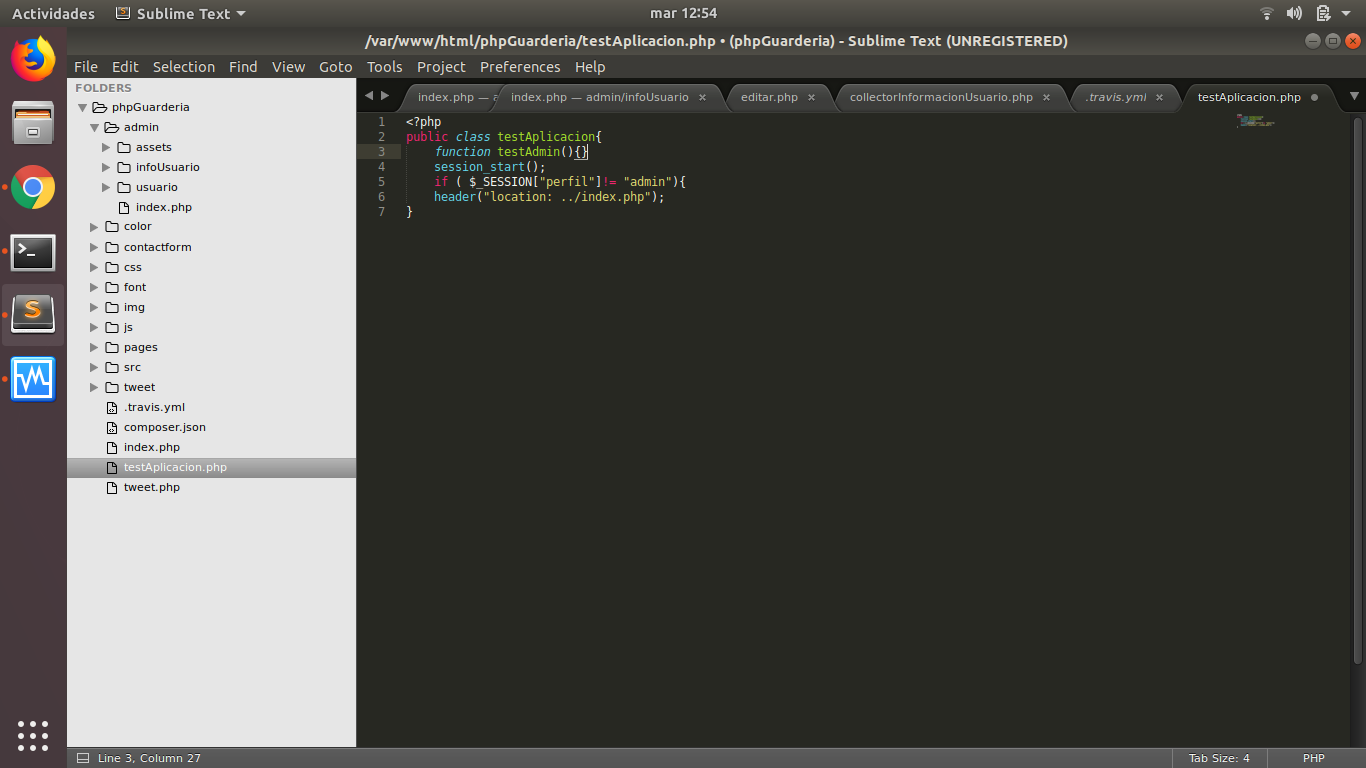 Actividades Sublime Text mar 12:54
/var/www/html/phpGuarderia/testAplicacion.php • (phpGuarderia) - Sublime Text (UNREGISTERED)
File Edit Selection Find View Goto Tools Project Preferences Help
FOLDERS
phpGuarderia
admin
assets
infoUsuario
usuario
index.php
color
contactform
css
font
img
js
pages
src
tweet
.travis.yml
composer.json
index.php
testAplicacion.php
tweet.php
index.php — a index.php — admin/infoUsuario editar.php collectorInformacionUsuario.php .travis.yml testAplicacion.php
1 <?php
2 public class testAplicacion{
3 function testAdmin(){}
4 session_start();
5 if ( $_SESSION["perfil"]!= "admin"){
6 header("location: ../index.php");
7 }
Line 3, Column 27 Tab Size: 4 PHP